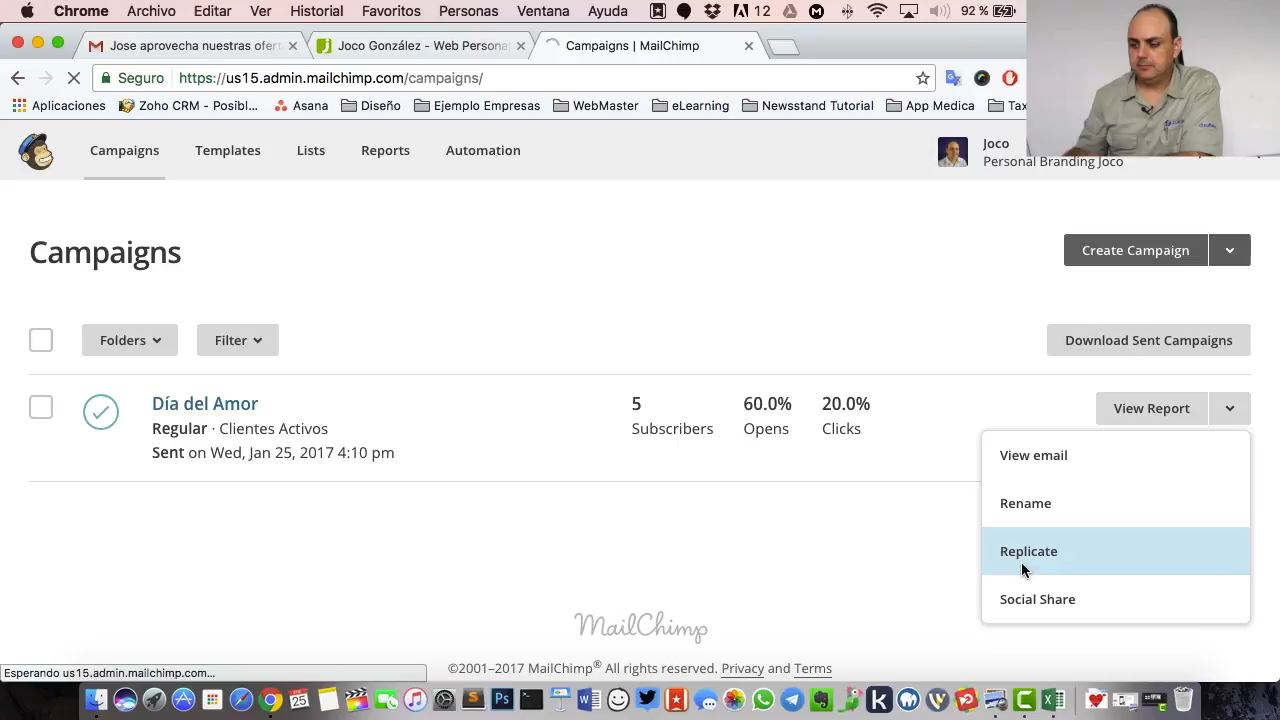 Chrome Archivo Editar Ver Historial Favoritos Personas Ventana Ayuda 12 92 %
Jose aprovecha nuestras ofert
Joco González - Web Personal
Campaigns | MailChimp
Seguro https://us15.admin.mailchimp.com/campaigns/
Aplicaciones Zoho CRM - Posibl... Asana Diseño Ejemplo Empresas WebMaster eLearning Newsstand Tutorial App Medica Tax
Campaigns Templates Lists Reports Automation
Joco
Personal Branding Joco
Campaigns
Create Campaign
Folders Filter Download Sent Campaigns
Día del Amor 5 60.0% 20.0% View Report
Regular · Clientes Activos Subscribers Opens Clicks
Sent on Wed, Jan 25, 2017 4:10 pm
View email
Rename
Replicate
Social Share
MailChimp
©2001–2017 MailChimp® All rights reserved. Privacy and Terms
Esperando us15.admin.mailchimp.com...